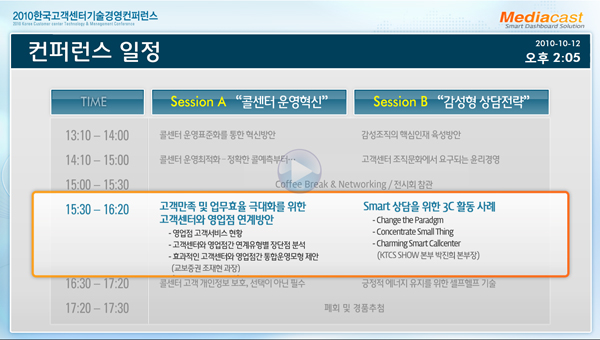 2010한국고객센터기술경영컨퍼런스
2010 Korea Customer center Technology & Management Conference
Mediacast
Smart Dashboard Solution
컨퍼런스 일정
2010-10-12
오후 2:05
TIME
Session A “콜센터 운영혁신”
Session B “감성형 상담전략”
13:10 – 14:00
콜센터 운영표준화를 통한 혁신방안
감성조직의 핵심인재 육성방안
14:10 – 15:00
콜센터 운영최적화 – 정확한 콜예측부터…
고객센터 조직문화에서 요구되는 윤리경영
15:00 – 15:30
Coffee Break & Networking / 전시회 참관
15:30 – 16:20
고객만족 및 업무효율 극대화를 위한
고객센터와 영업점 연계방안
- 영업점 고객서비스 현황
- 고객센터와 영업점간 연계유형별 장단점 분석
- 효과적인 고객센터와 영업점간 통합운영모형 제안
(교보증권 조재현 과장)
Smart 상담을 위한 3C 활동 사례
- Change the Paradgm
- Concentrate Small Thing
- Charming Smart Callcenter
(KTCS SHOW 본부 박진희 본부장)
16:30 – 17:20
콜센터 고객 개인정보 보호, 선택이 아닌 필수
긍정적 에너지 유지를 위한 셀프헬프 기술
17:20 – 17:30
폐회 및 경품추첨